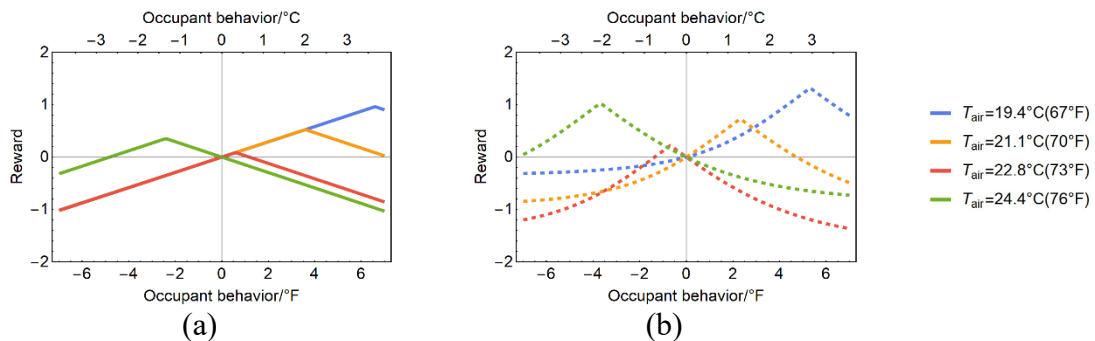 Occupant behavior/°C
−3 −2 −1 0 1 2 3
2
1
0
−1
−2
Reward
−6 −4 −2 0 2 4 6
Occupant behavior/°F
(a)
Occupant behavior/°C
−3 −2 −1 0 1 2 3
2
1
0
−1
−2
Reward
−6 −4 −2 0 2 4 6
Occupant behavior/°F
(b)
Tair=19.4°C(67°F)
Tair=21.1°C(70°F)
Tair=22.8°C(73°F)
Tair=24.4°C(76°F)